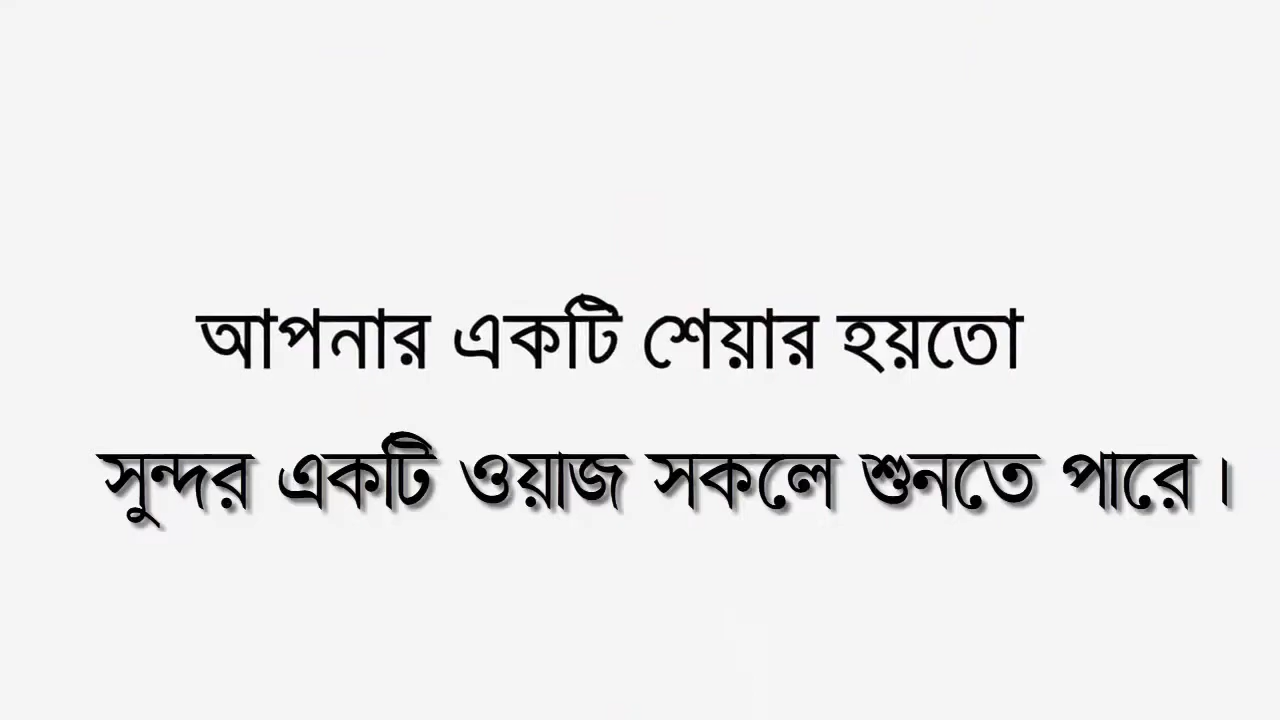 আপনার একটি শেয়ার হয়তো
সুন্দর একটি ওয়াজ সকলে শুনতে পারে।